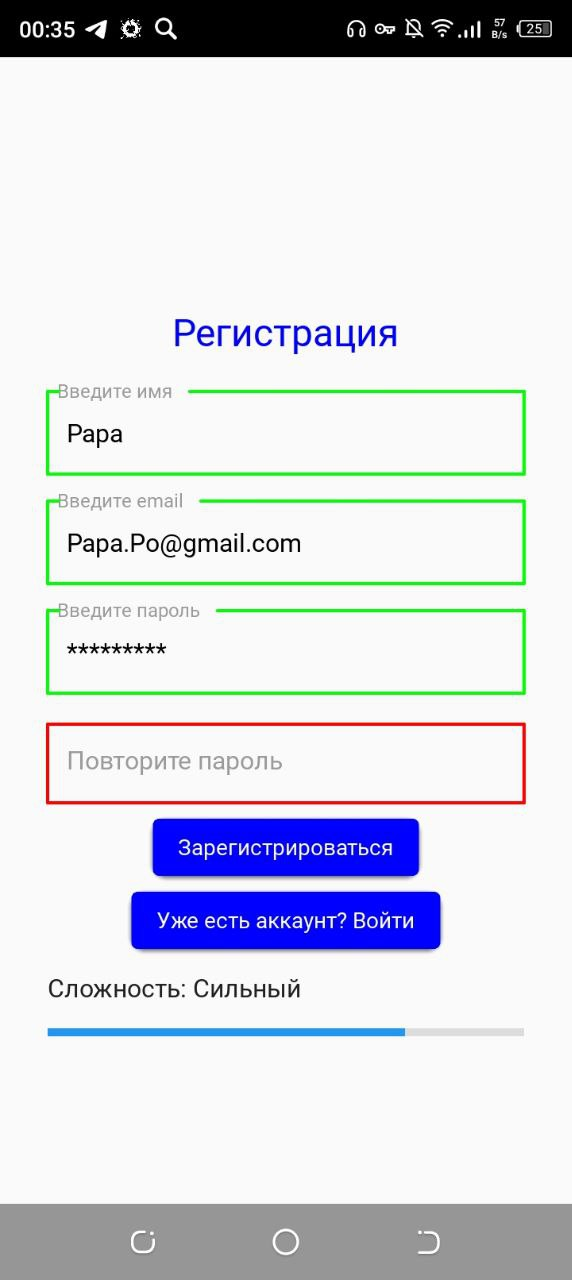 00:35
57
B/s
25
Регистрация
Введите имя
Papa
Введите email
Papa.Po@gmail.com
Введите пароль
*********
Повторите пароль
Зарегистрироваться
Уже есть аккаунт? Войти
Сложность: Сильный